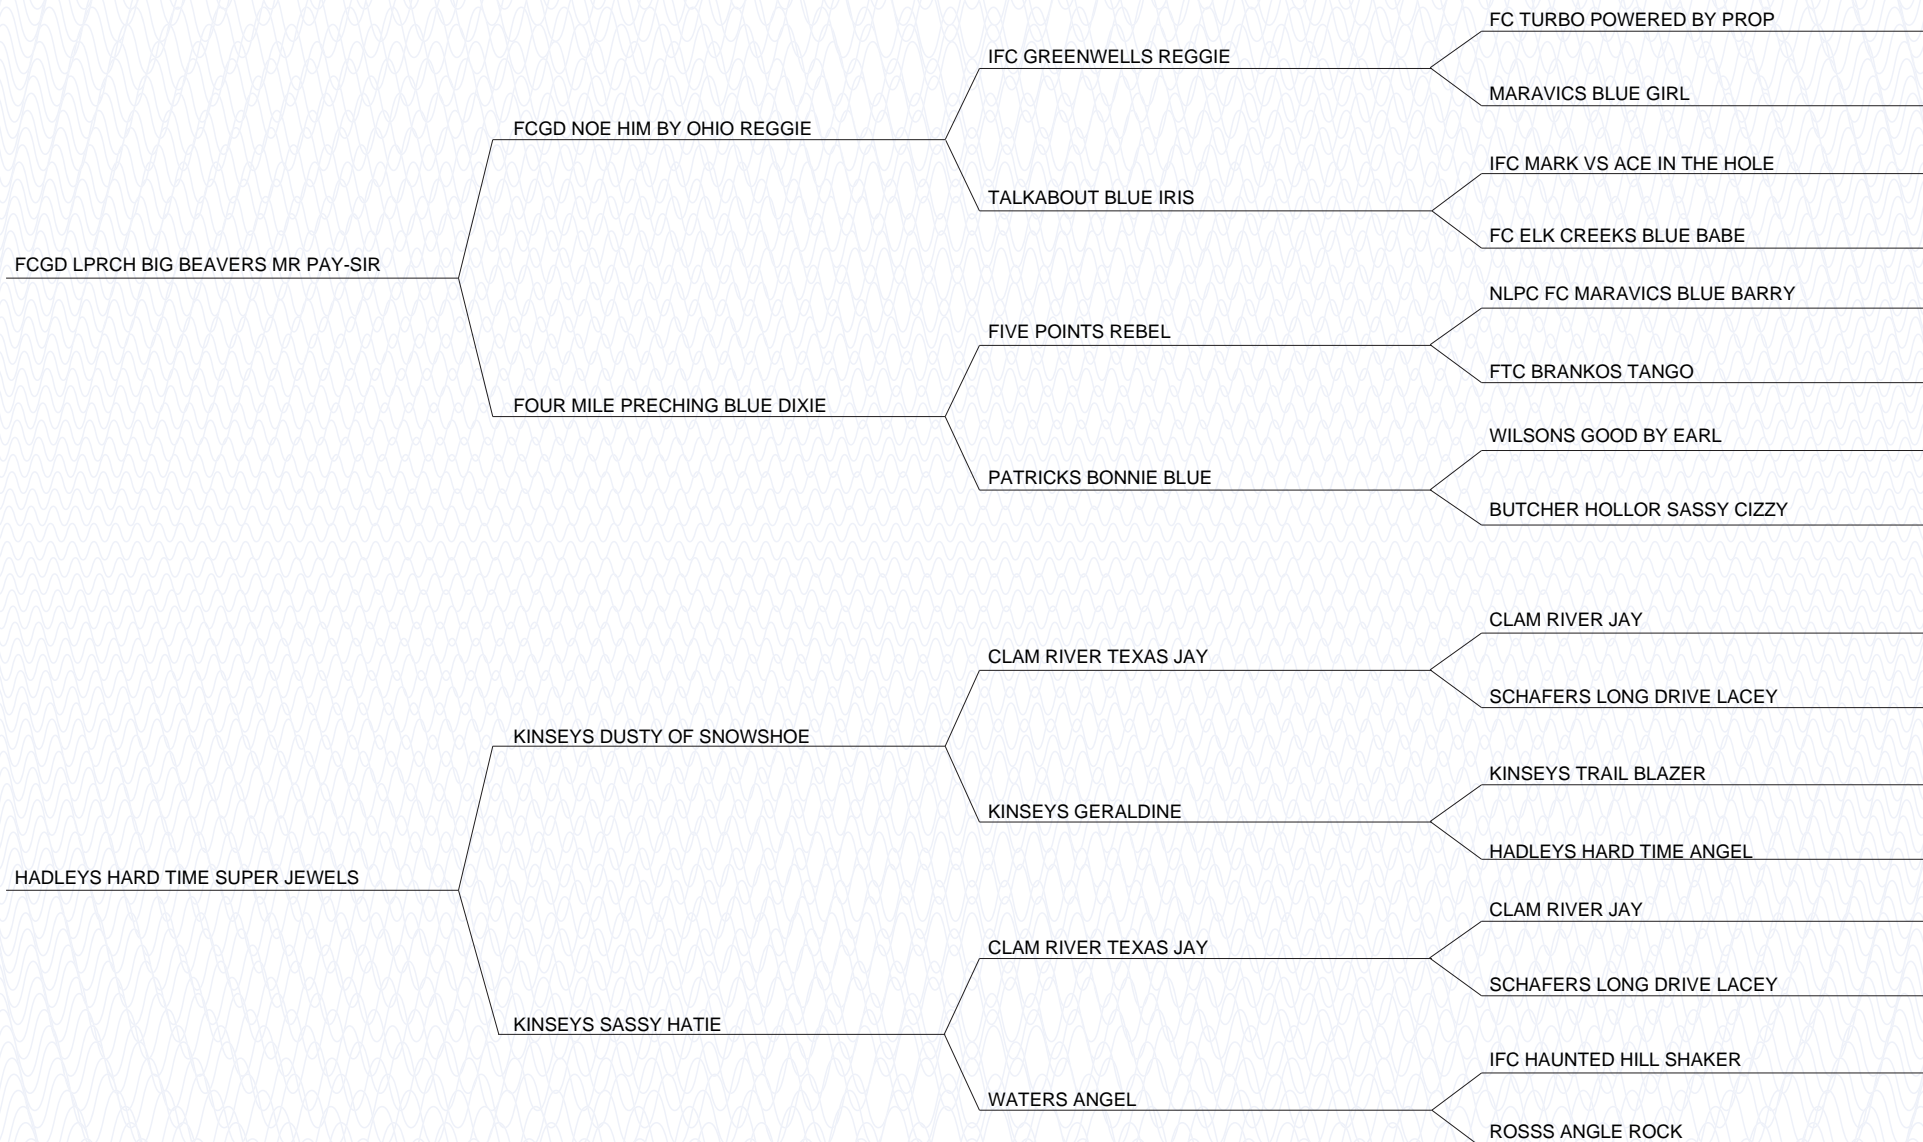 FC TURBO POWERED BY PROP
IFC GREENWELLS REGGIE
MARAVICS BLUE GIRL
FCGD NOE HIM BY OHIO REGGIE
IFC MARK VS ACE IN THE HOLE
TALKABOUT BLUE IRIS
FC ELK CREEKS BLUE BABE
FCGD LPRCH BIG BEAVERS MR PAY-SIR
NLPC FC MARAVICS BLUE BARRY
FIVE POINTS REBEL
FTC BRANKOS TANGO
FOUR MILE PRECHING BLUE DIXIE
WILSONS GOOD BY EARL
PATRICKS BONNIE BLUE
BUTCHER HOLLOR SASSY CIZZY
CLAM RIVER JAY
CLAM RIVER TEXAS JAY
SCHAFERS LONG DRIVE LACEY
KINSEYS DUSTY OF SNOWSHOE
KINSEYS TRAIL BLAZER
KINSEYS GERALDINE
HADLEYS HARD TIME ANGEL
HADLEYS HARD TIME SUPER JEWELS
CLAM RIVER JAY
CLAM RIVER TEXAS JAY
SCHAFERS LONG DRIVE LACEY
KINSEYS SASSY HATIE
IFC HAUNTED HILL SHAKER
WATERS ANGEL
ROSSS ANGLE ROCK